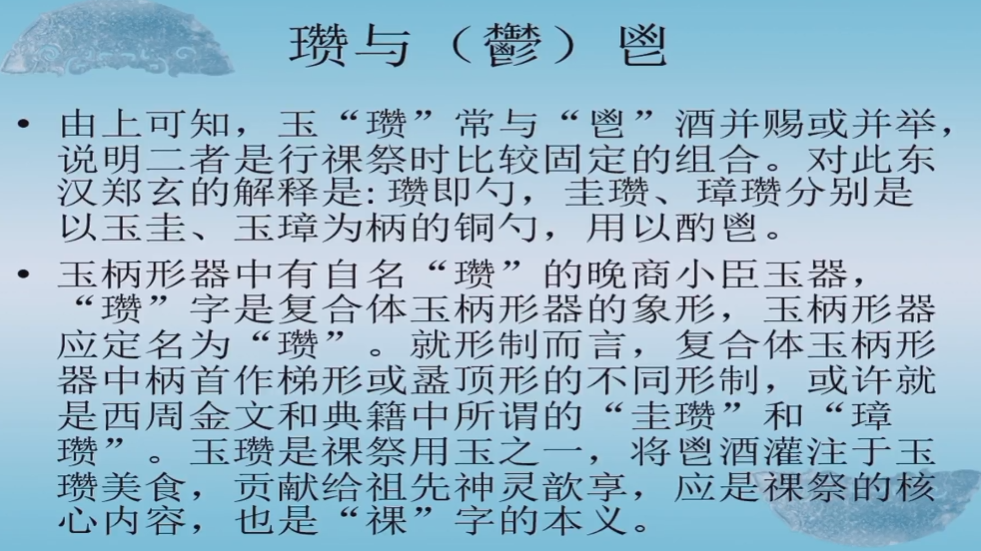 瓒与（鬱）鬯
• 由上可知，玉“瓒”常与“鬯”酒并赐或并举，
说明二者是行祼祭时比较固定的组合。对此东
汉郑玄的解释是:瓒即勺，圭瓒、璋瓒分别是
以玉圭、玉璋为柄的铜勺，用以酌鬯。
• 玉柄形器中有自名“瓒”的晚商小臣玉器，
“瓒”字是复合体玉柄形器的象形，玉柄形器
应定名为“瓒”。就形制而言，复合体玉柄形
器中柄首作梯形或盝顶形的不同形制，或许就
是西周金文和典籍中所谓的“圭瓒”和“璋
瓒”。玉瓒是祼祭用玉之一，将鬯酒灌注于玉
瓒美食，贡献给祖先神灵歆享，应是祼祭的核
心内容，也是“祼”字的本义。